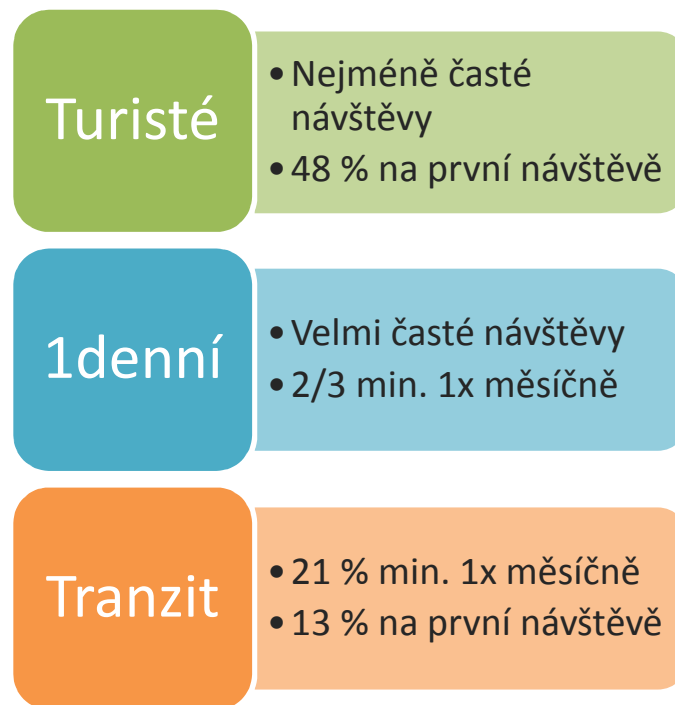 Turisté
• Nejméně časté
návštěvy
• 48 % na první návštěvě
1denní
• Velmi časté návštěvy
• 2/3 min. 1x měsíčně
Tranzit
• 21 % min. 1x měsíčně
• 13 % na první návštěvě